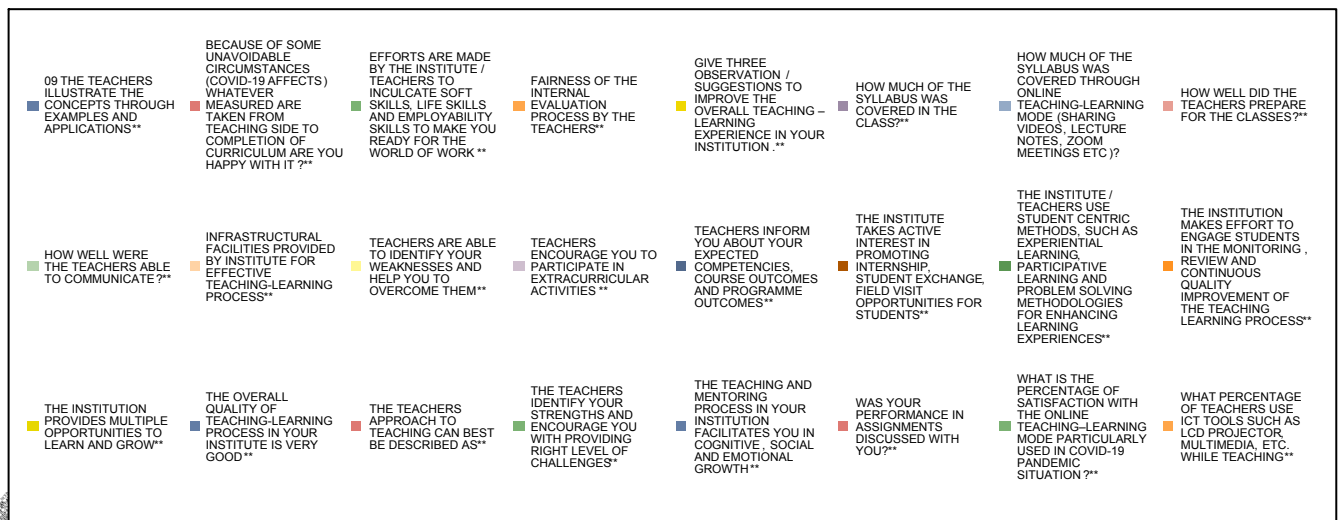 09 THE TEACHERS
ILLUSTRATE THE
CONCEPTS THROUGH
EXAMPLES AND
APPLICATIONS**
BECAUSE OF SOME
UNAVOIDABLE
CIRCUMSTANCES
(COVID-19 AFFECTS)
WHATEVER
MEASURED ARE
TAKEN FROM
TEACHING SIDE TO
COMPLETION OF
CURRICULUM ARE YOU
HAPPY WITH IT ?**
EFFORTS ARE MADE
BY THE INSTITUTE /
TEACHERS TO
INCULCATE SOFT
SKILLS, LIFE SKILLS
AND EMPLOYABILITY
SKILLS TO MAKE YOU
READY FOR THE
WORLD OF WORK **
FAIRNESS OF THE
INTERNAL
EVALUATION
PROCESS BY THE
TEACHERS**
GIVE THREE
OBSERVATION /
SUGGESTIONS TO
IMPROVE THE
OVERALL TEACHING –
LEARNING
EXPERIENCE IN YOUR
INSTITUTION .**
HOW MUCH OF THE
SYLLABUS WAS
COVERED IN THE
CLASS?**
HOW MUCH OF THE
SYLLABUS WAS
COVERED THROUGH
ONLINE
TEACHING-LEARNING
MODE (SHARING
VIDEOS, LECTURE
NOTES, ZOOM
MEETINGS ETC )?
HOW WELL DID THE
TEACHERS PREPARE
FOR THE CLASSES?**
HOW WELL WERE
THE TEACHERS ABLE
TO COMMUNICATE?**
INFRASTRUCTURAL
FACILITIES PROVIDED
BY INSTITUTE FOR
EFFECTIVE
TEACHING-LEARNING
PROCESS**
TEACHERS ARE ABLE
TO IDENTIFY YOUR
WEAKNESSES AND
HELP YOU TO
OVERCOME THEM**
TEACHERS
ENCOURAGE YOU TO
PARTICIPATE IN
EXTRACURRICULAR
ACTIVITIES **
TEACHERS INFORM
YOU ABOUT YOUR
EXPECTED
COMPETENCIES,
COURSE OUTCOMES
AND PROGRAMME
OUTCOMES**
THE INSTITUTE
TAKES ACTIVE
INTEREST IN
PROMOTING
INTERNSHIP,
STUDENT EXCHANGE,
FIELD VISIT
OPPORTUNITIES FOR
STUDENTS**
THE INSTITUTE /
TEACHERS USE
STUDENT CENTRIC
METHODS, SUCH AS
EXPERIENTIAL
LEARNING,
PARTICIPATIVE
LEARNING AND
PROBLEM SOLVING
METHODOLOGIES
FOR ENHANCING
LEARNING
EXPERIENCES**
THE INSTITUTION
MAKES EFFORT TO
ENGAGE STUDENTS
IN THE MONITORING ,
REVIEW AND
CONTINUOUS
QUALITY
IMPROVEMENT OF
THE TEACHING
LEARNING PROCESS**
THE INSTITUTION
PROVIDES MULTIPLE
OPPORTUNITIES TO
LEARN AND GROW**
THE OVERALL
QUALITY OF
TEACHING-LEARNING
PROCESS IN YOUR
INSTITUTE IS VERY
GOOD**
THE TEACHERS
APPROACH TO
TEACHING CAN BEST
BE DESCRIBED AS**
THE TEACHERS
IDENTIFY YOUR
STRENGTHS AND
ENCOURAGE YOU
WITH PROVIDING
RIGHT LEVEL OF
CHALLENGES**
THE TEACHING AND
MENTORING
PROCESS IN YOUR
INSTITUTION
FACILITATES YOU IN
COGNITIVE , SOCIAL
AND EMOTIONAL
GROWTH**
WAS YOUR
PERFORMANCE IN
ASSIGNMENTS
DISCUSSED WITH
YOU?**
WHAT IS THE
PERCENTAGE OF
SATISFACTION WITH
THE ONLINE
TEACHING–LEARNING
MODE PARTICULARLY
USED IN COVID-19
PANDEMIC
SITUATION ?**
WHAT PERCENTAGE
OF TEACHERS USE
ICT TOOLS SUCH AS
LCD PROJECTOR,
MULTIMEDIA, ETC.
WHILE TEACHING**